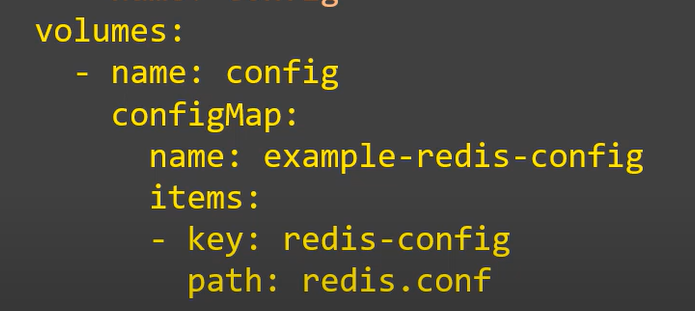 volumes:
  - name: config
    configMap:
      name: example-redis-config
      items:
      - key: redis-config
        path: redis.conf